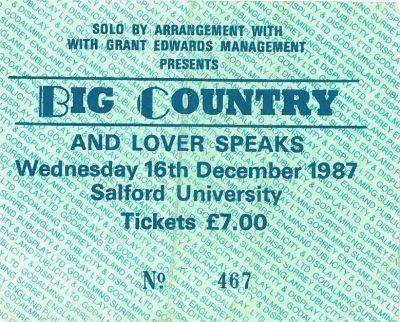 SOLO BY ARRANGEMENT WITH
WITH GRANT EDWARDS MANAGEMENT
PRESENTS
BIG COUNTRY
AND LOVER SPEAKS
Wednesday 16th December 1987
Salford University
Tickets £7.00
Nº 467